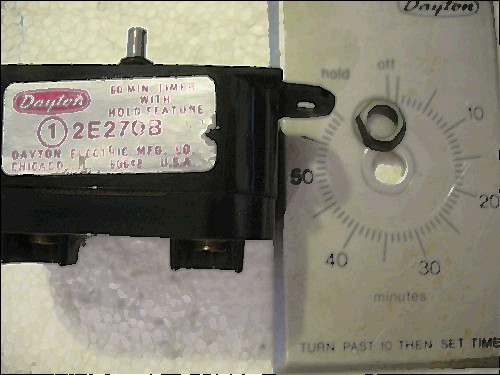 Dayton
60 MIN. TIMER
WITH
HOLD FEATURE
1 2E270B
DAYTON ELECTRIC MFG. CO.
CHICAGO 60648 U.S.A.
Dayton
hold off
10
20
30
40
50
minutes
TURN PAST 10 THEN SET TIME